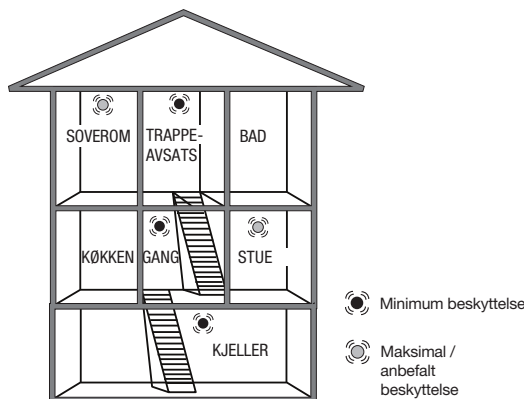 SOVEROM
TRAPPE-
AVSATS
BAD
KØKKEN
GANG
STUE
KJELLER
Minimum beskyttelse
Maksimal /
anbefalt
beskyttelse